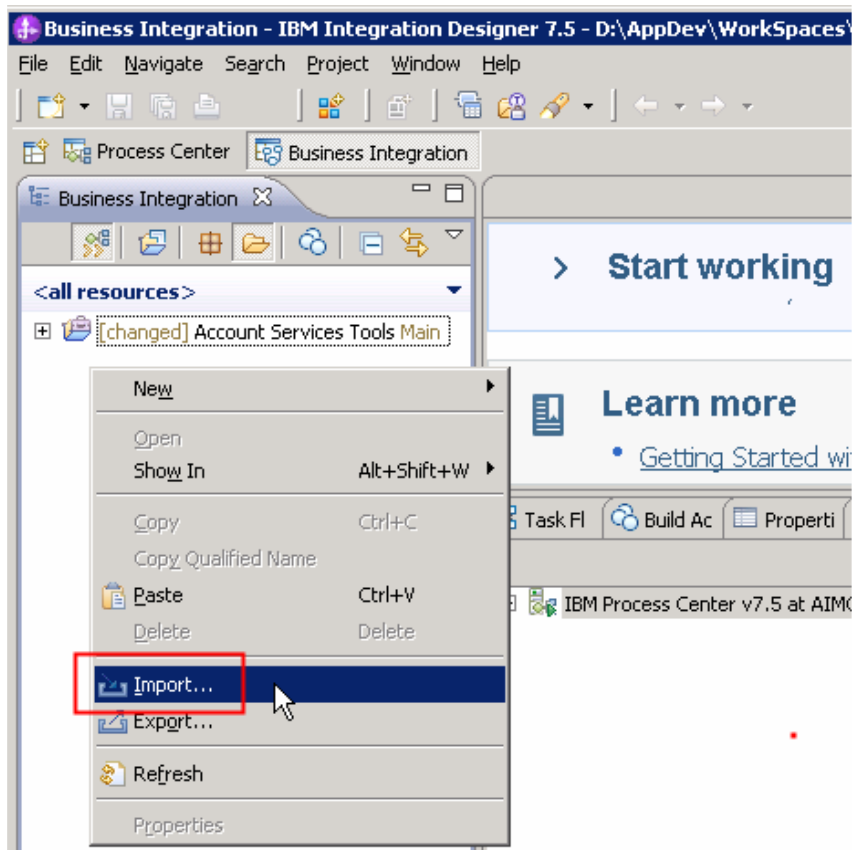 Business Integration - IBM Integration Designer 7.5 - D:\AppDev\WorkSpaces\
File Edit Navigate Search Project Window Help
Process Center Business Integration
Business Integration
Start working
<all resources>
[changed] Account Services Tools Main
New
Learn more
Open
Getting Started wi
Show In Alt+Shift+W
Copy Ctrl+C
Task Fl Build Ac Properti
Copy Qualified Name
Paste Ctrl+V
IBM Process Center v7.5 at AIMC
Delete Delete
Import...
Export...
Refresh
Properties